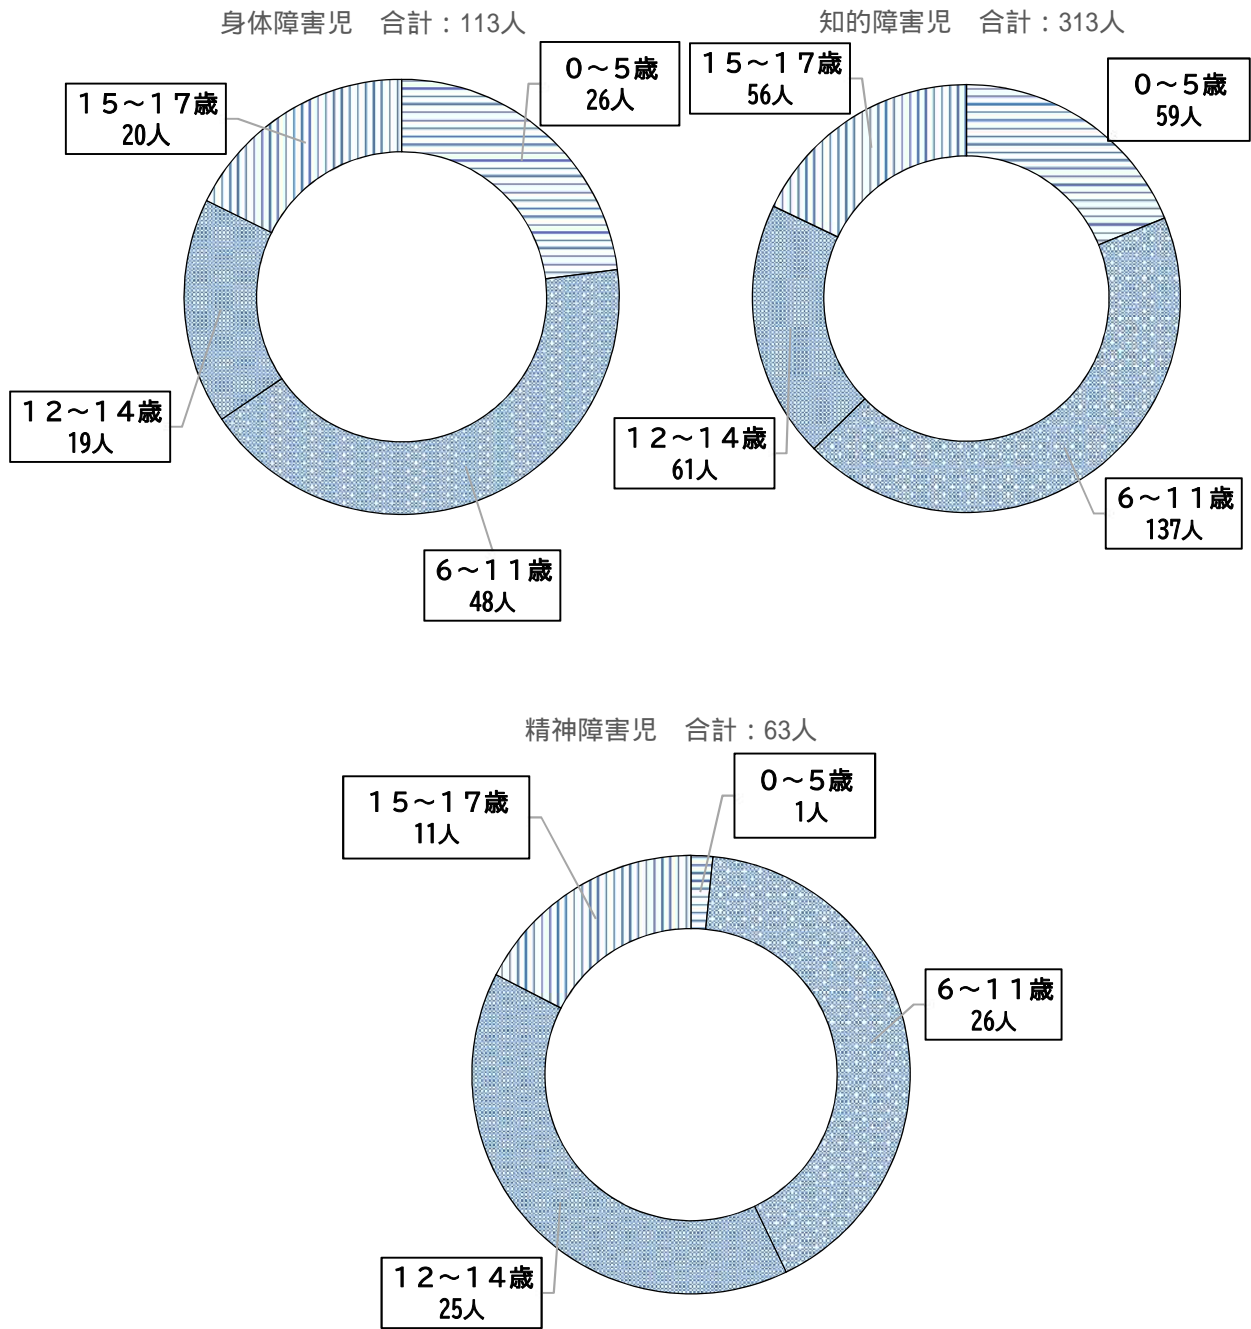 身体障害児　合計：113人
０～５歳
26人
１５～１７歳
20人
１２～１４歳
19人
６～１１歳
48人
知的障害児　合計：313人
１５～１７歳
56人
０～５歳
59人
１２～１４歳
61人
６～１１歳
137人
精神障害児　合計：63人
０～５歳
1人
１５～１７歳
11人
６～１１歳
26人
１２～１４歳
25人